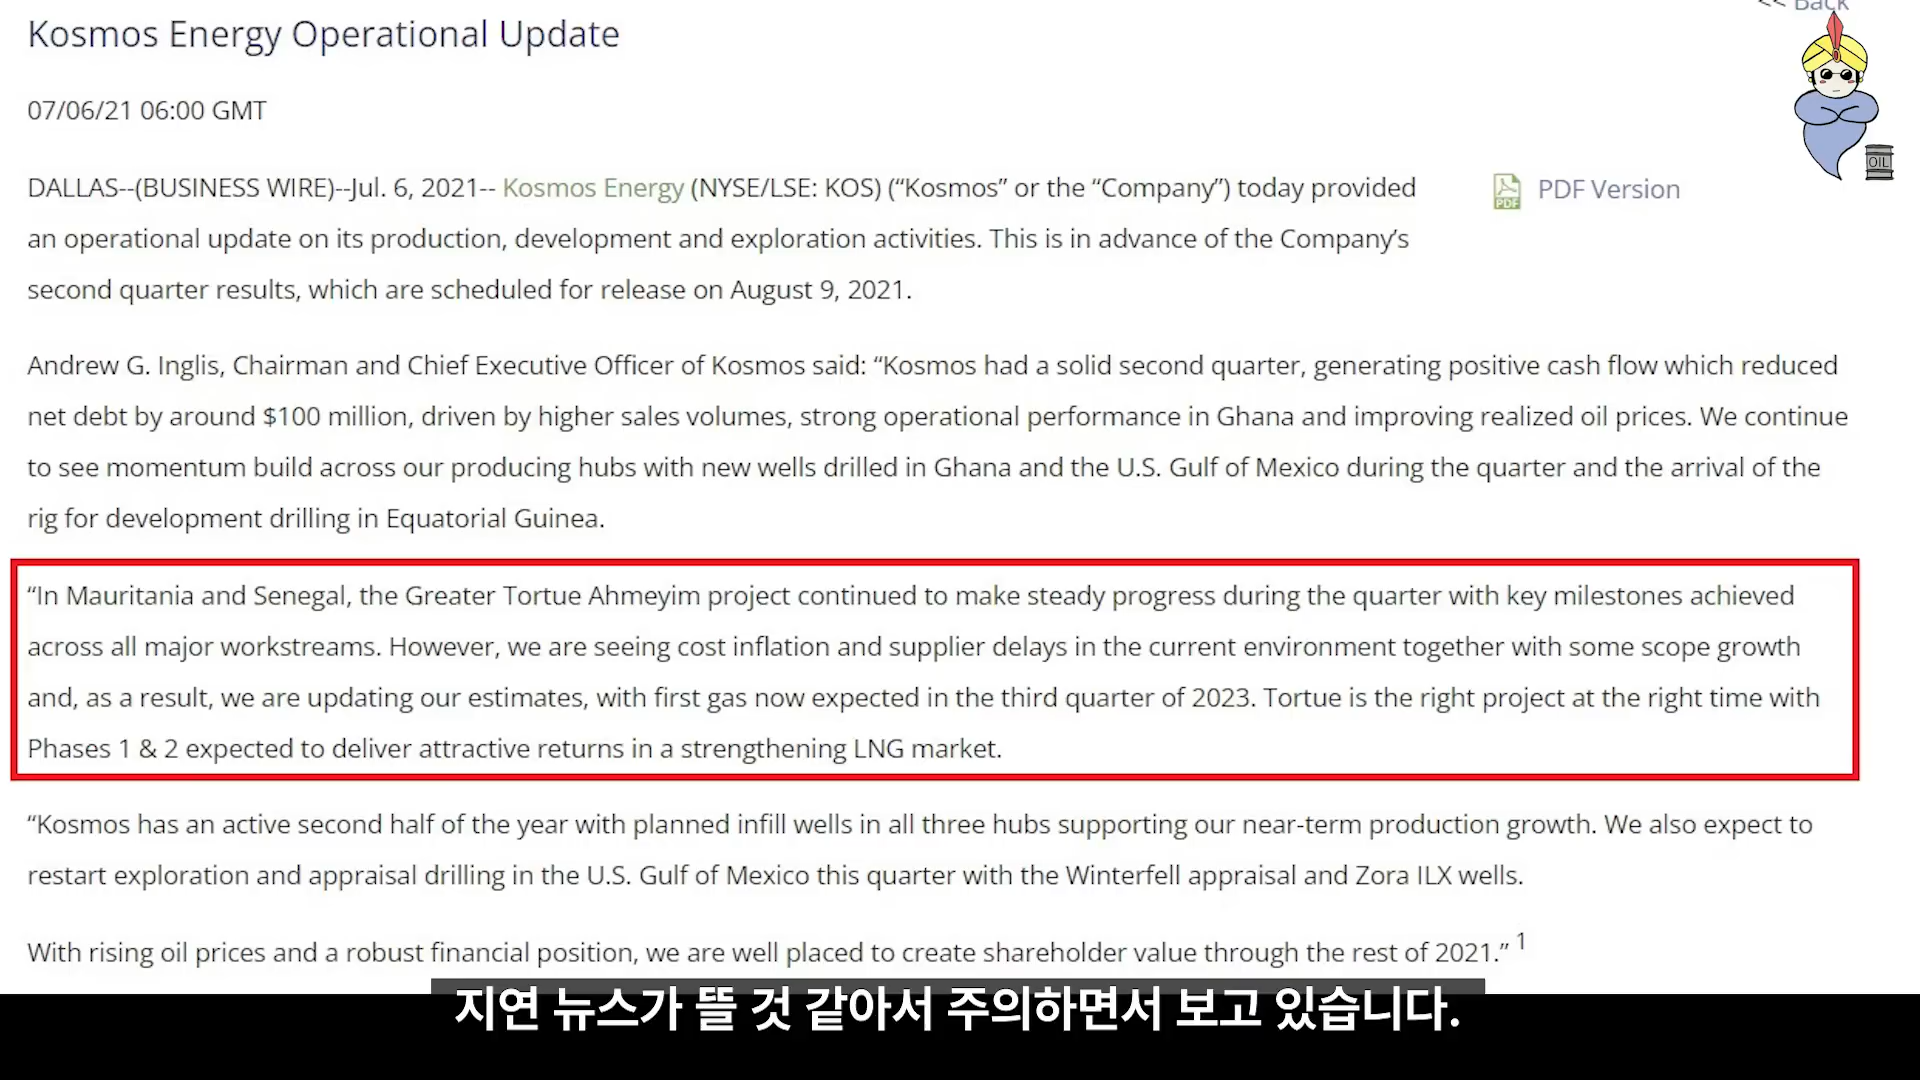 << Back
Kosmos Energy Operational Update
07/06/21 06:00 GMT
OIL
DALLAS--(BUSINESS WIRE)--Jul. 6, 2021-- Kosmos Energy (NYSE/LSE: KOS) (“Kosmos” or the “Company”) today provided
PDF PDF Version
an operational update on its production, development and exploration activities. This is in advance of the Company’s
second quarter results, which are scheduled for release on August 9, 2021.
Andrew G. Inglis, Chairman and Chief Executive Officer of Kosmos said: “Kosmos had a solid second quarter, generating positive cash flow which reduced
net debt by around $100 million, driven by higher sales volumes, strong operational performance in Ghana and improving realized oil prices. We continue
to see momentum build across our producing hubs with new wells drilled in Ghana and the U.S. Gulf of Mexico during the quarter and the arrival of the
rig for development drilling in Equatorial Guinea.
“In Mauritania and Senegal, the Greater Tortue Ahmeyim project continued to make steady progress during the quarter with key milestones achieved
across all major workstreams. However, we are seeing cost inflation and supplier delays in the current environment together with some scope growth
and, as a result, we are updating our estimates, with first gas now expected in the third quarter of 2023. Tortue is the right project at the right time with
Phases 1 & 2 expected to deliver attractive returns in a strengthening LNG market.
“Kosmos has an active second half of the year with planned infill wells in all three hubs supporting our near-term production growth. We also expect to
restart exploration and appraisal drilling in the U.S. Gulf of Mexico this quarter with the Winterfell appraisal and Zora ILX wells.
With rising oil prices and a robust financial position, we are well placed to create shareholder value through the rest of 2021.” 1
지연 뉴스가 뜰 것 같아서 주의하면서 보고 있습니다.